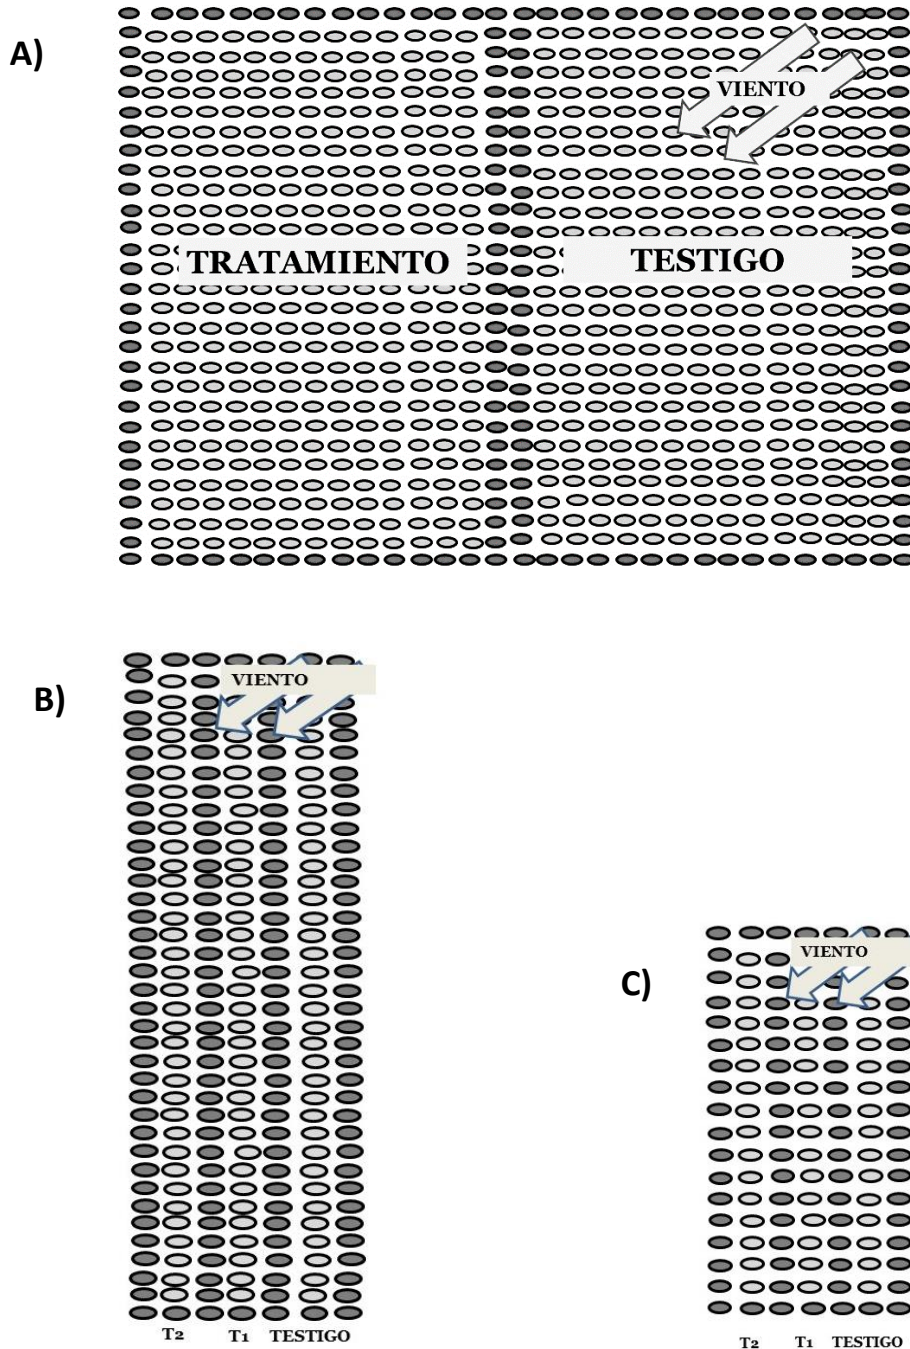 A)
VIENTO
TRATAMIENTO
TESTIGO
B)
VIENTO
T2 T1 TESTIGO
C)
VIENTO
T2 T1 TESTIGO